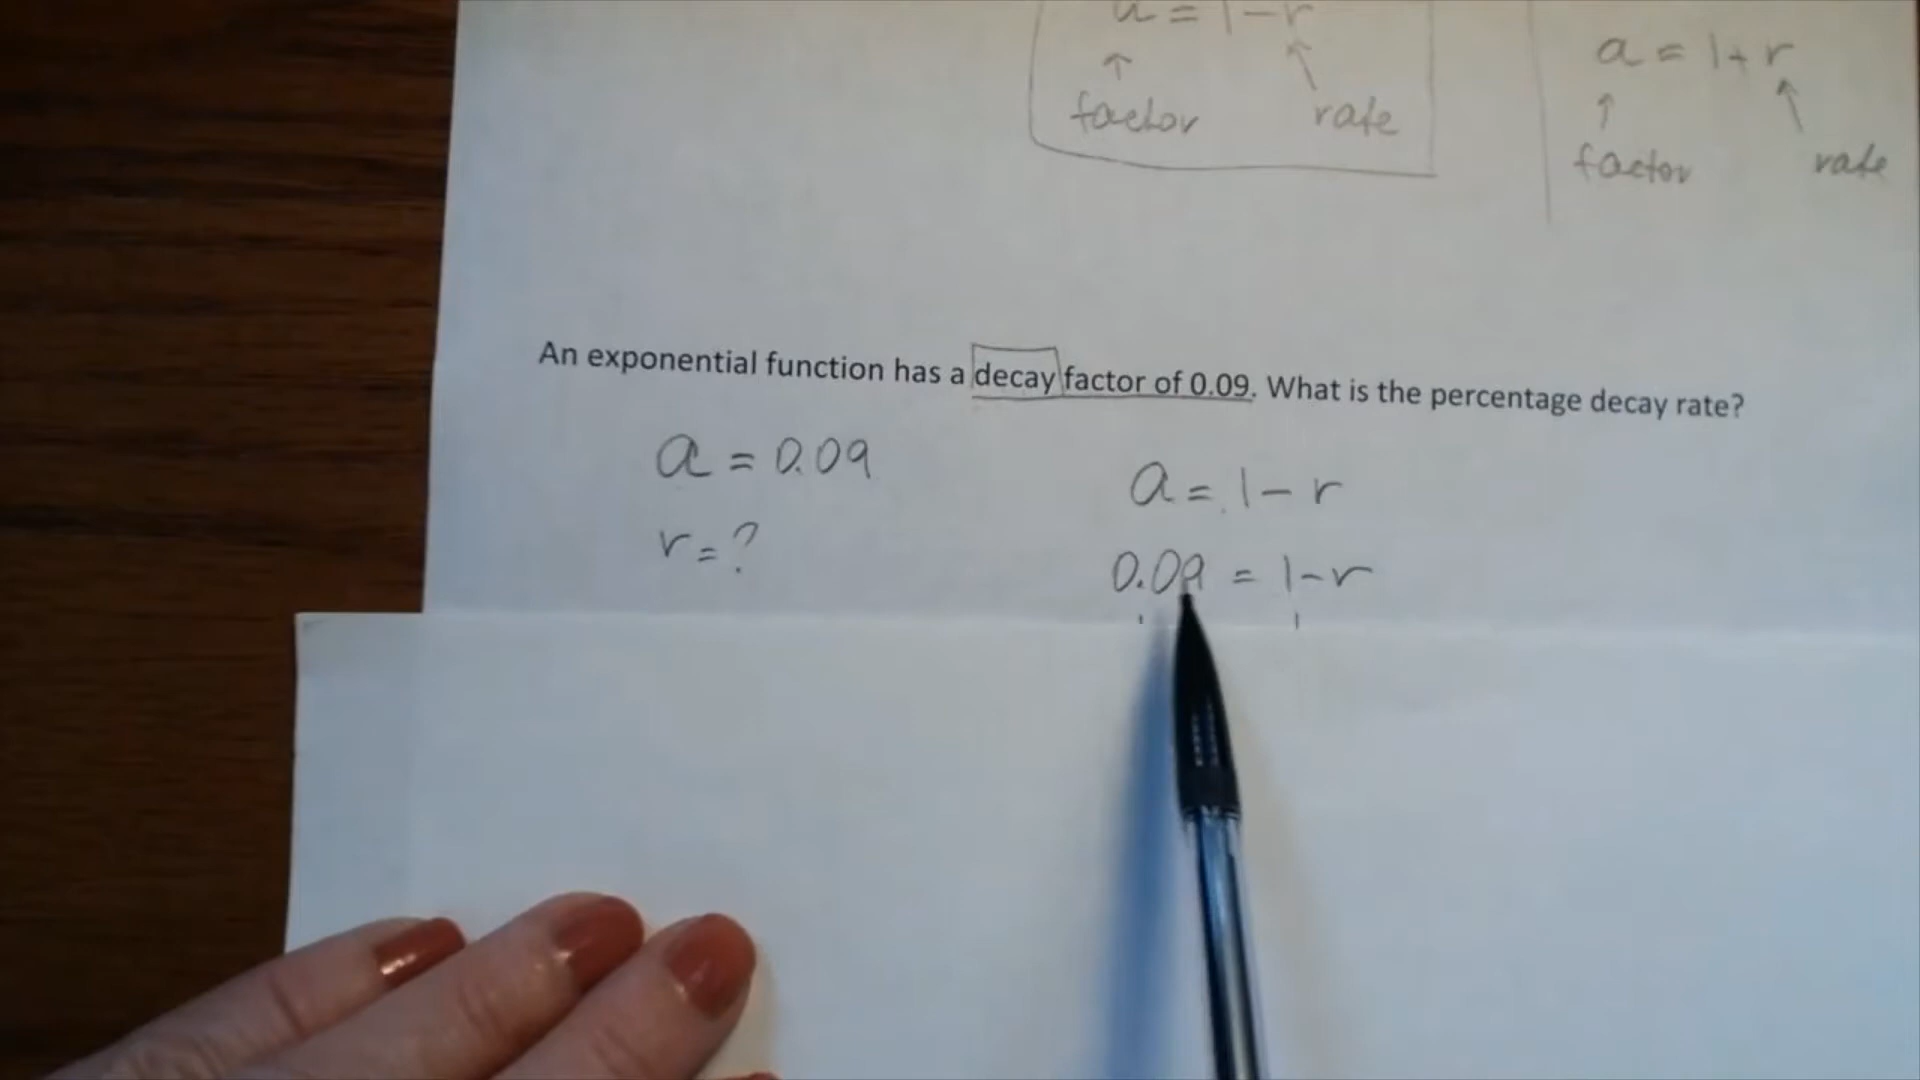 a = 1 - r
a = 1 + r
factor rate
factor rate
An exponential function has a decay factor of 0.09. What is the percentage decay rate?
a = 0.09
a = 1 - r
r = ?
0.09 = 1 - r